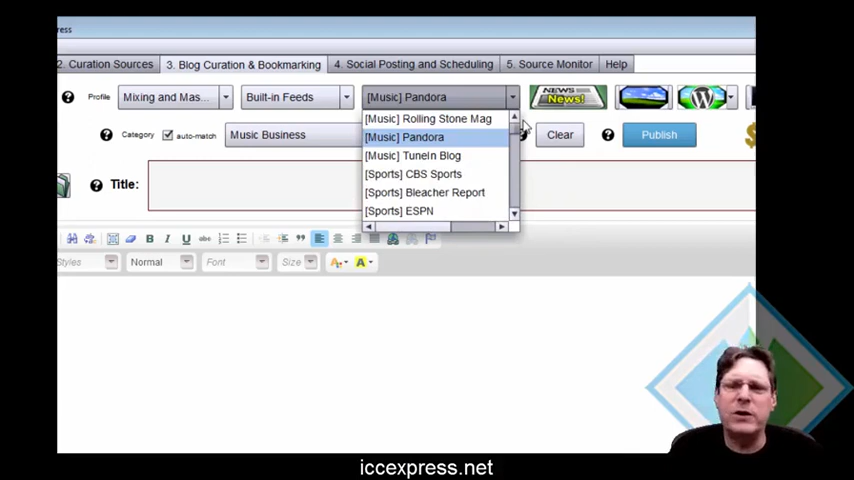 press
2. Curation Sources
3. Blog Curation & Bookmarking
4. Social Posting and Scheduling
5. Source Monitor
Help
Profile
Mixing and Mas...
Built-in Feeds
[Music] Pandora
News!
Category
auto-match
Music Business
Clear
Publish
[Music] Rolling Stone Mag
[Music] Pandora
[Music] TuneIn Blog
[Sports] CBS Sports
[Sports] Bleacher Report
[Sports] ESPN
Title:
B I U abc
Styles
Normal
Font
Size
iccexpress.net